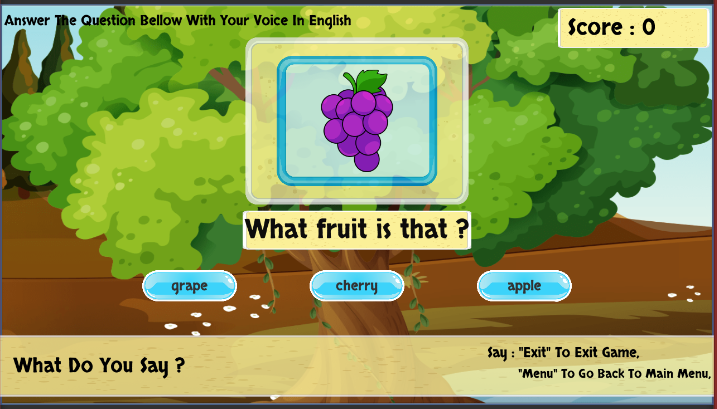 Answer The Question Bellow With Your Voice In English
Score : 0
What fruit is that ?
grape
cherry
apple
What Do You Say ?
Say : "Exit" To Exit Game,
"Menu" To Go Back To Main Menu,